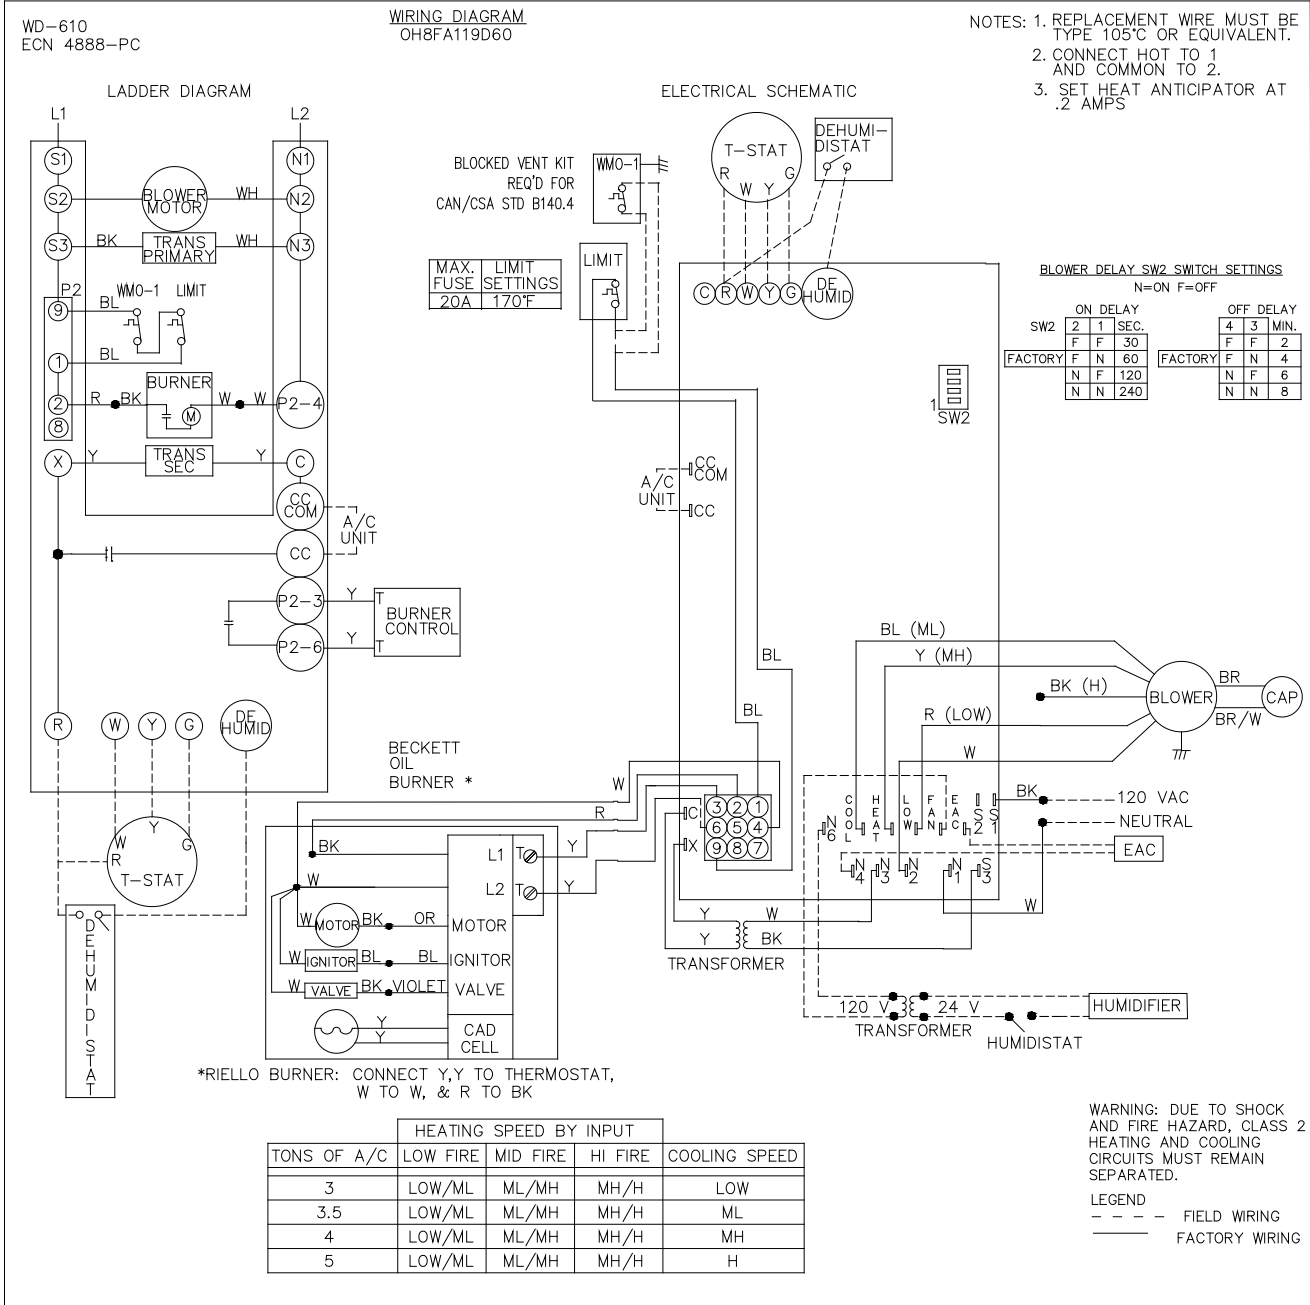 WD-610
ECN 4888-PC
WIRING DIAGRAM
OH8FA119D60
NOTES: 1. REPLACEMENT WIRE MUST BE
TYPE 105°C OR EQUIVALENT.
2. CONNECT HOT TO 1
AND COMMON TO 2.
3. SET HEAT ANTICIPATOR AT
.2 AMPS
LADDER DIAGRAM
L1 L2
S1 N1
S2 BLOWER MOTOR WH N2
S3 BK TRANS PRIMARY WH N3
P2
9 BL WMO-1 LIMIT
1 BL
BURNER
2 R BK M W W P2-4
8
X Y TRANS SEC Y C
CC COM
A/C UNIT
CC
P2-3 Y T
BURNER CONTROL
P2-6 Y T
R W Y G DE HUMID
W Y G
R
T-STAT
DEHUMIDISTAT
ELECTRICAL SCHEMATIC
BLOCKED VENT KIT
REQ'D FOR
CAN/CSA STD B140.4
WMO-1
T-STAT
R W Y G
DEHUMI-
DISTAT
LIMIT
MAX. FUSE LIMIT SETTINGS
20A 170°F
C R W Y G DE HUMID
BLOWER DELAY SW2 SWITCH SETTINGS
N=ON F=OFF
ON DELAY OFF DELAY
SW2 2 1 SEC. 4 3 MIN.
F F 30 F F 2
FACTORY F N 60 FACTORY F N 4
N F 120 N F 6
N N 240 N N 8
1
SW2
CC COM
A/C UNIT
CC
BL
BL
BL (ML)
Y (MH)
BK (H)
R (LOW)
W
BLOWER
BR
BR/W
CAP
BECKETT
OIL
BURNER *
W
R
3 2 1
6 5 4
9 8 7
C
X
N6 COOL HEAT LOW FAN EAC S2 S1
N4 N3 N2 N1 S3
BK 120 VAC
NEUTRAL
EAC
W
BK L1 T Y
W L2 T Y
W MOTOR BK OR MOTOR
W IGNITOR BL BL IGNITOR
W VALVE BK VIOLET VALVE
Y
Y
CAD CELL
Y W
Y BK
TRANSFORMER
120 V 24 V
TRANSFORMER
HUMIDIFIER
HUMIDISTAT
*RIELLO BURNER: CONNECT Y,Y TO THERMOSTAT,
W TO W, & R TO BK
HEATING SPEED BY INPUT
TONS OF A/C LOW FIRE MID FIRE HI FIRE COOLING SPEED
3 LOW/ML ML/MH MH/H LOW
3.5 LOW/ML ML/MH MH/H ML
4 LOW/ML ML/MH MH/H MH
5 LOW/ML ML/MH MH/H H
WARNING: DUE TO SHOCK
AND FIRE HAZARD, CLASS 2
HEATING AND COOLING
CIRCUITS MUST REMAIN
SEPARATED.
LEGEND
FIELD WIRING
FACTORY WIRING